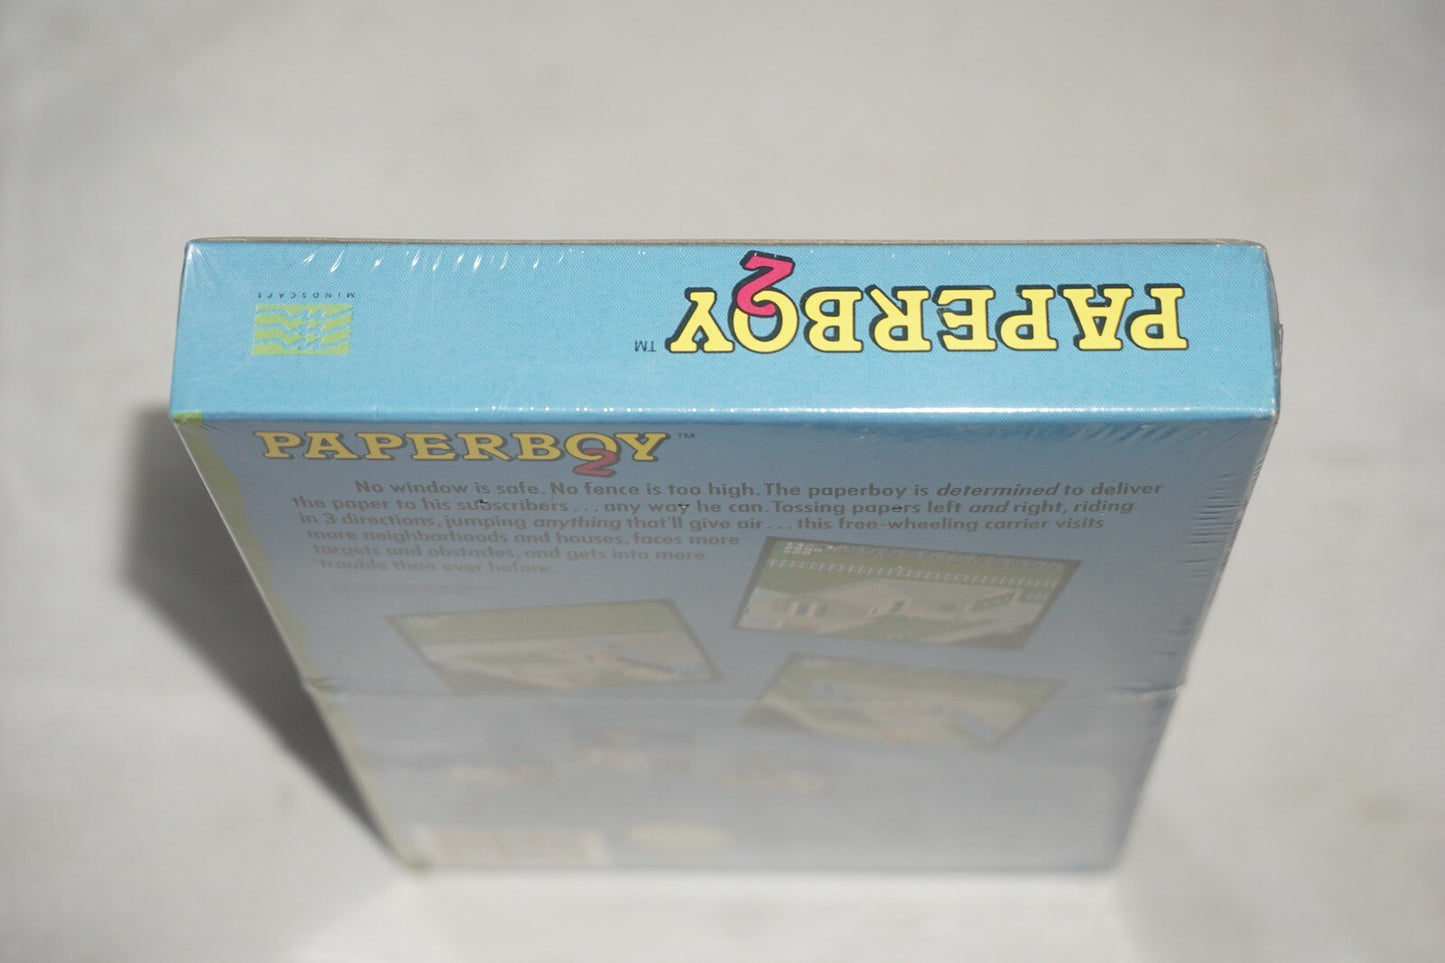 MINDSCAPE
PAPERBOY 2 ™
PAPERBOY 2 ™
No window is safe. No fence is too high. The paperboy is determined to deliver
the paper to his subscribers...any way he can. Tossing papers left and right, riding
in 3 directions, jumping anything that'll give air...this free-wheeling carrier visits
more neighborhoods and houses, faces more
targets and obstacles, and gets into more
trouble than ever before.